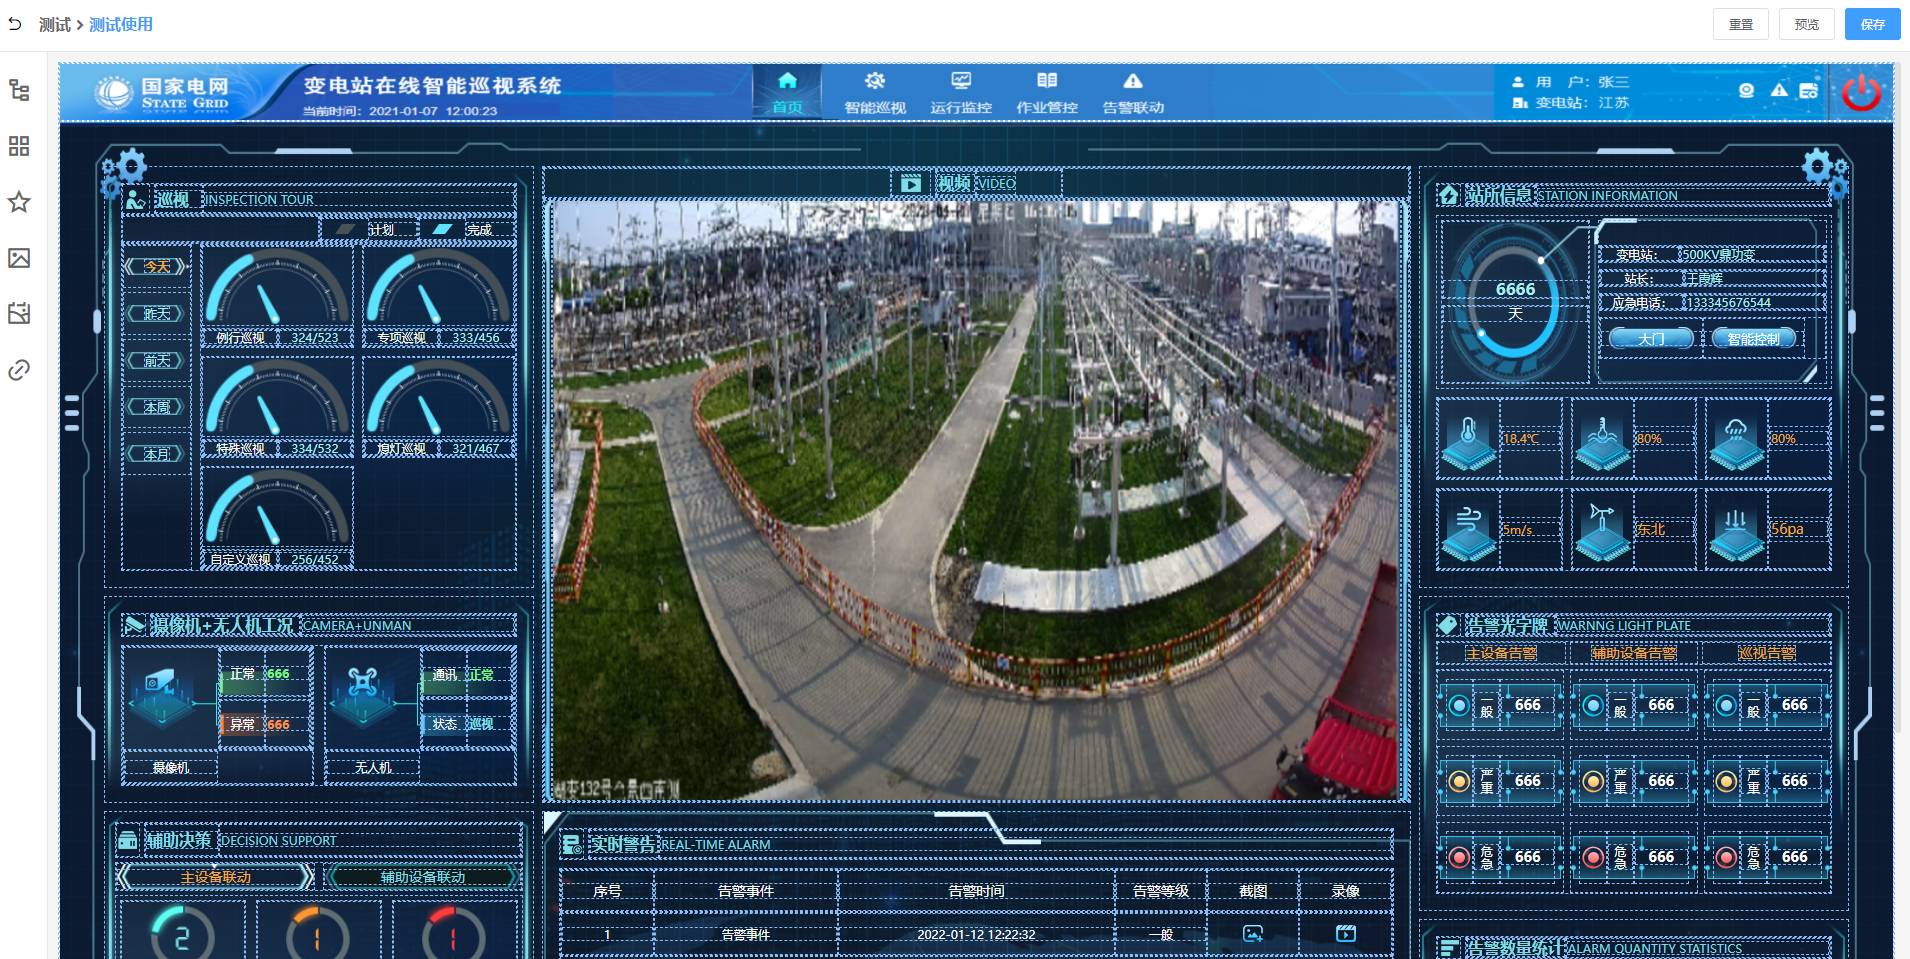 测试 > 测试使用
重置 预览 保存
国家电网
STATE GRID
变电站在线智能巡视系统
当前时间：2021-01-07 12:00:23
首页 智能巡视 运行监控 作业管控 告警联动
用 户：张三
变电站：江苏
巡视 INSPECTION TOUR
计划 完成
今天
昨天
前天
本周
本月
例行巡视 324/523
专项巡视 333/456
特殊巡视 334/532
熄灯巡视 321/467
自定义巡视 256/452
视频 VIDEO
站所信息 STATION INFORMATION
6666
天
变电站： 500KV鼎功变
站长： 王霞辉
应急电话： 133345676544
大门 智能控制
18.4℃ 80% 80%
5m/s 东北 56pa
摄像机+无人机工况 CAMERA+UNMAN
正常 666
异常 666
摄像机
通讯 正常
状态 巡视
无人机
告警光字牌 WARNNG LIGHT PLATE
主设备告警 辅助设备告警 巡视告警
一般 666 一般 666 一般 666
严重 666 严重 666 严重 666
危急 666 危急 666 危急 666
辅助决策 DECISION SUPPORT
主设备联动 辅助设备联动
2 1 1
实时警告 REAL-TIME ALARM
序号 告警事件 告警时间 告警等级 截图 录像
1 告警事件 2022-01-12 12:22:32 一般
告警数量统计 ALARM QUANTITY STATISTICS